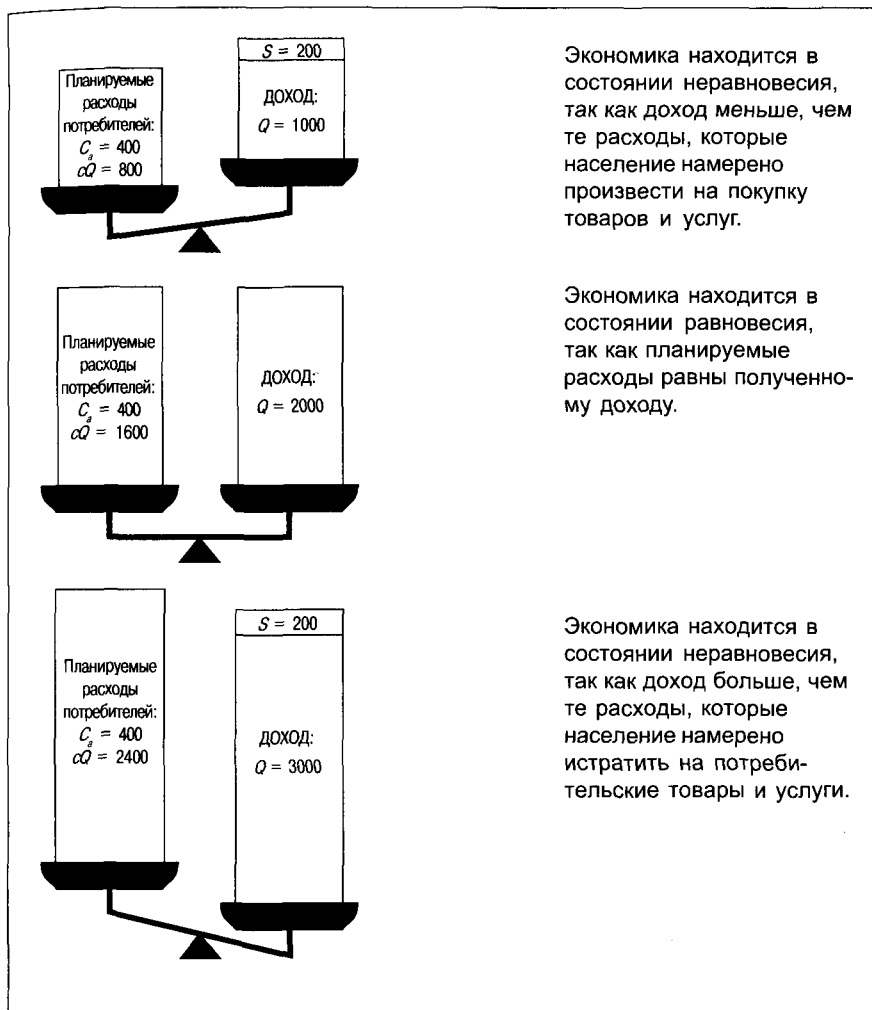 Планируемые
расходы
потребителей:
Cₐ = 400
cQ = 800
S = 200
ДОХОД:
Q = 1000
Экономика находится в
состоянии неравновесия,
так как доход меньше, чем
те расходы, которые
население намерено
произвести на покупку
товаров и услуг.
Планируемые
расходы
потребителей:
Cₐ = 400
cQ = 1600
ДОХОД:
Q = 2000
Экономика находится в
состоянии равновесия,
так как планируемые
расходы равны полученно-
му доходу.
Планируемые
расходы
потребителей:
Cₐ = 400
cQ = 2400
S = 200
ДОХОД:
Q = 3000
Экономика находится в
состоянии неравновесия,
так как доход больше, чем
те расходы, которые
население намерено
истратить на потреби-
тельские товары и услуги.